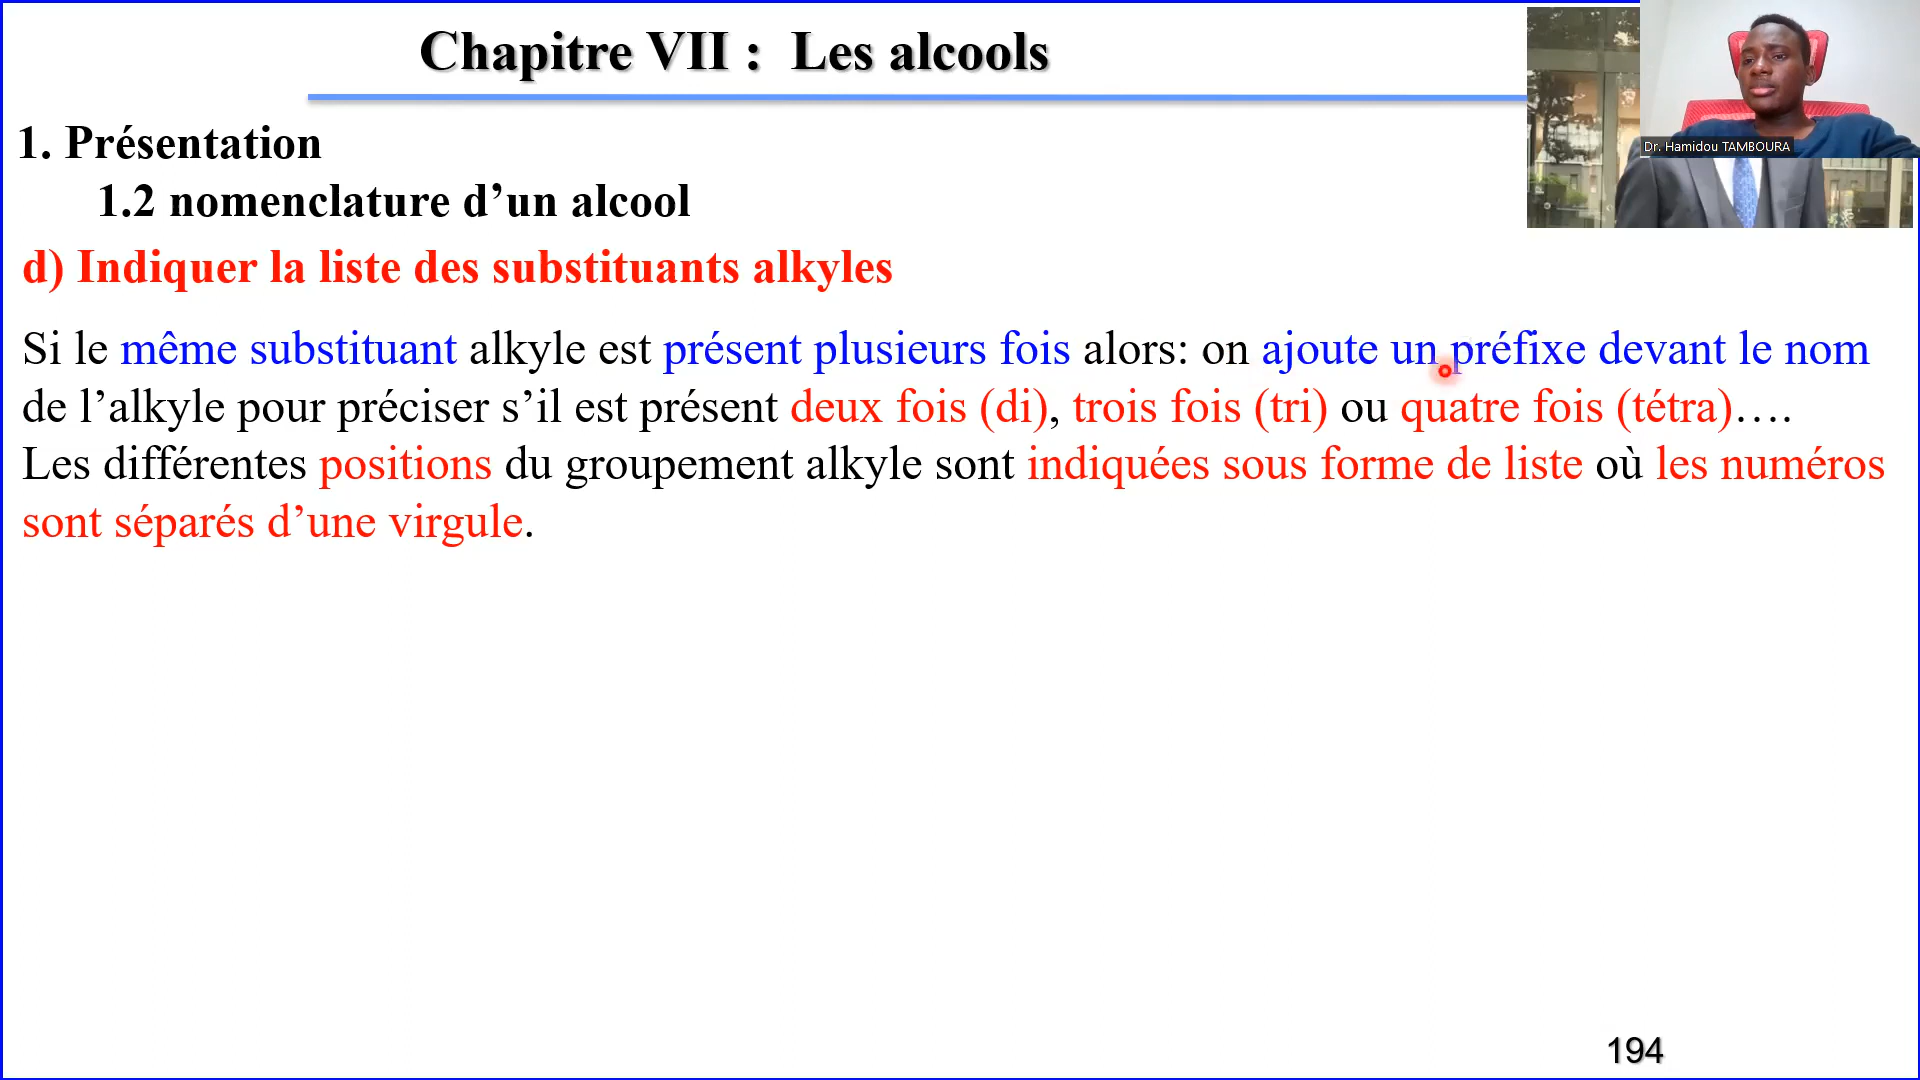 Chapitre VII :  Les alcools
Dr. Hamidou TAMBOURA
1. Présentation
1.2 nomenclature d’un alcool
d) Indiquer la liste des substituants alkyles
Si le même substituant alkyle est présent plusieurs fois alors: on ajoute un préfixe devant le nom
de l’alkyle pour préciser s’il est présent deux fois (di), trois fois (tri) ou quatre fois (tétra)….
Les différentes positions du groupement alkyle sont indiquées sous forme de liste où les numéros
sont séparés d’une virgule.
194